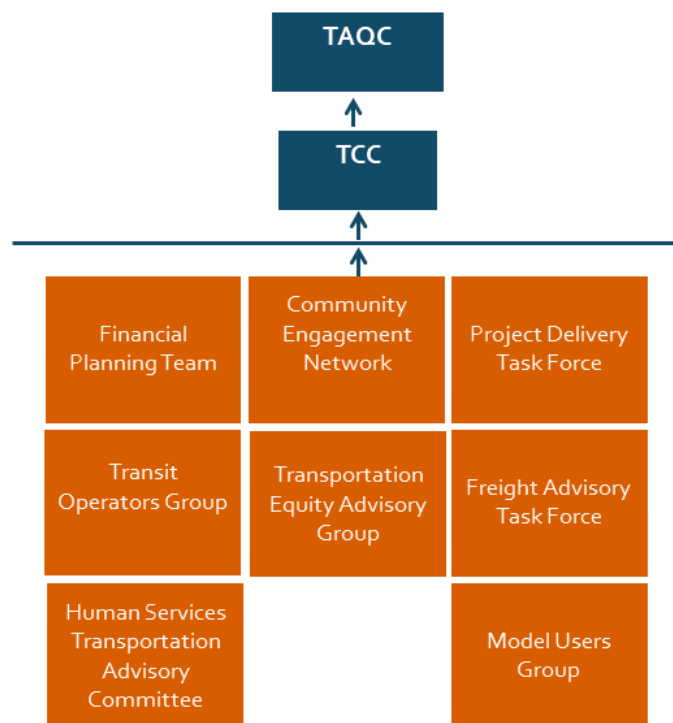 TAQC
TCC
Financial
Planning Team
Community
Engagement
Network
Project Delivery
Task Force
Transit
Operators Group
Transportation
Equity Advisory
Group
Freight Advisory
Task Force
Human Services
Transportation
Advisory
Committee
Model Users
Group